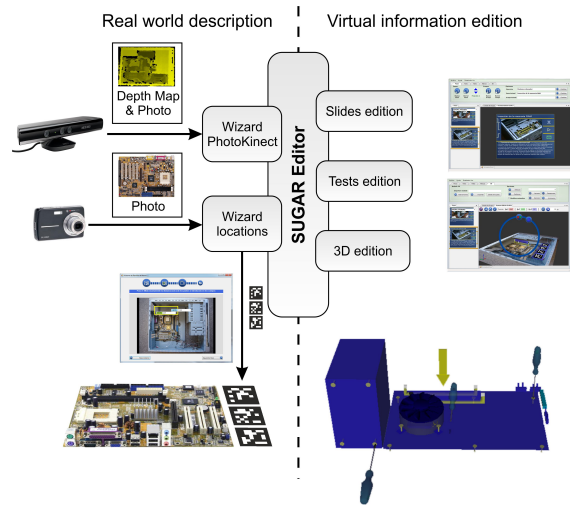 Real world description
Virtual information edition
Depth Map
& Photo
Wizard
PhotoKinect
Slides edition
SUGAR Editor
Tests edition
Photo
Wizard
locations
3D edition